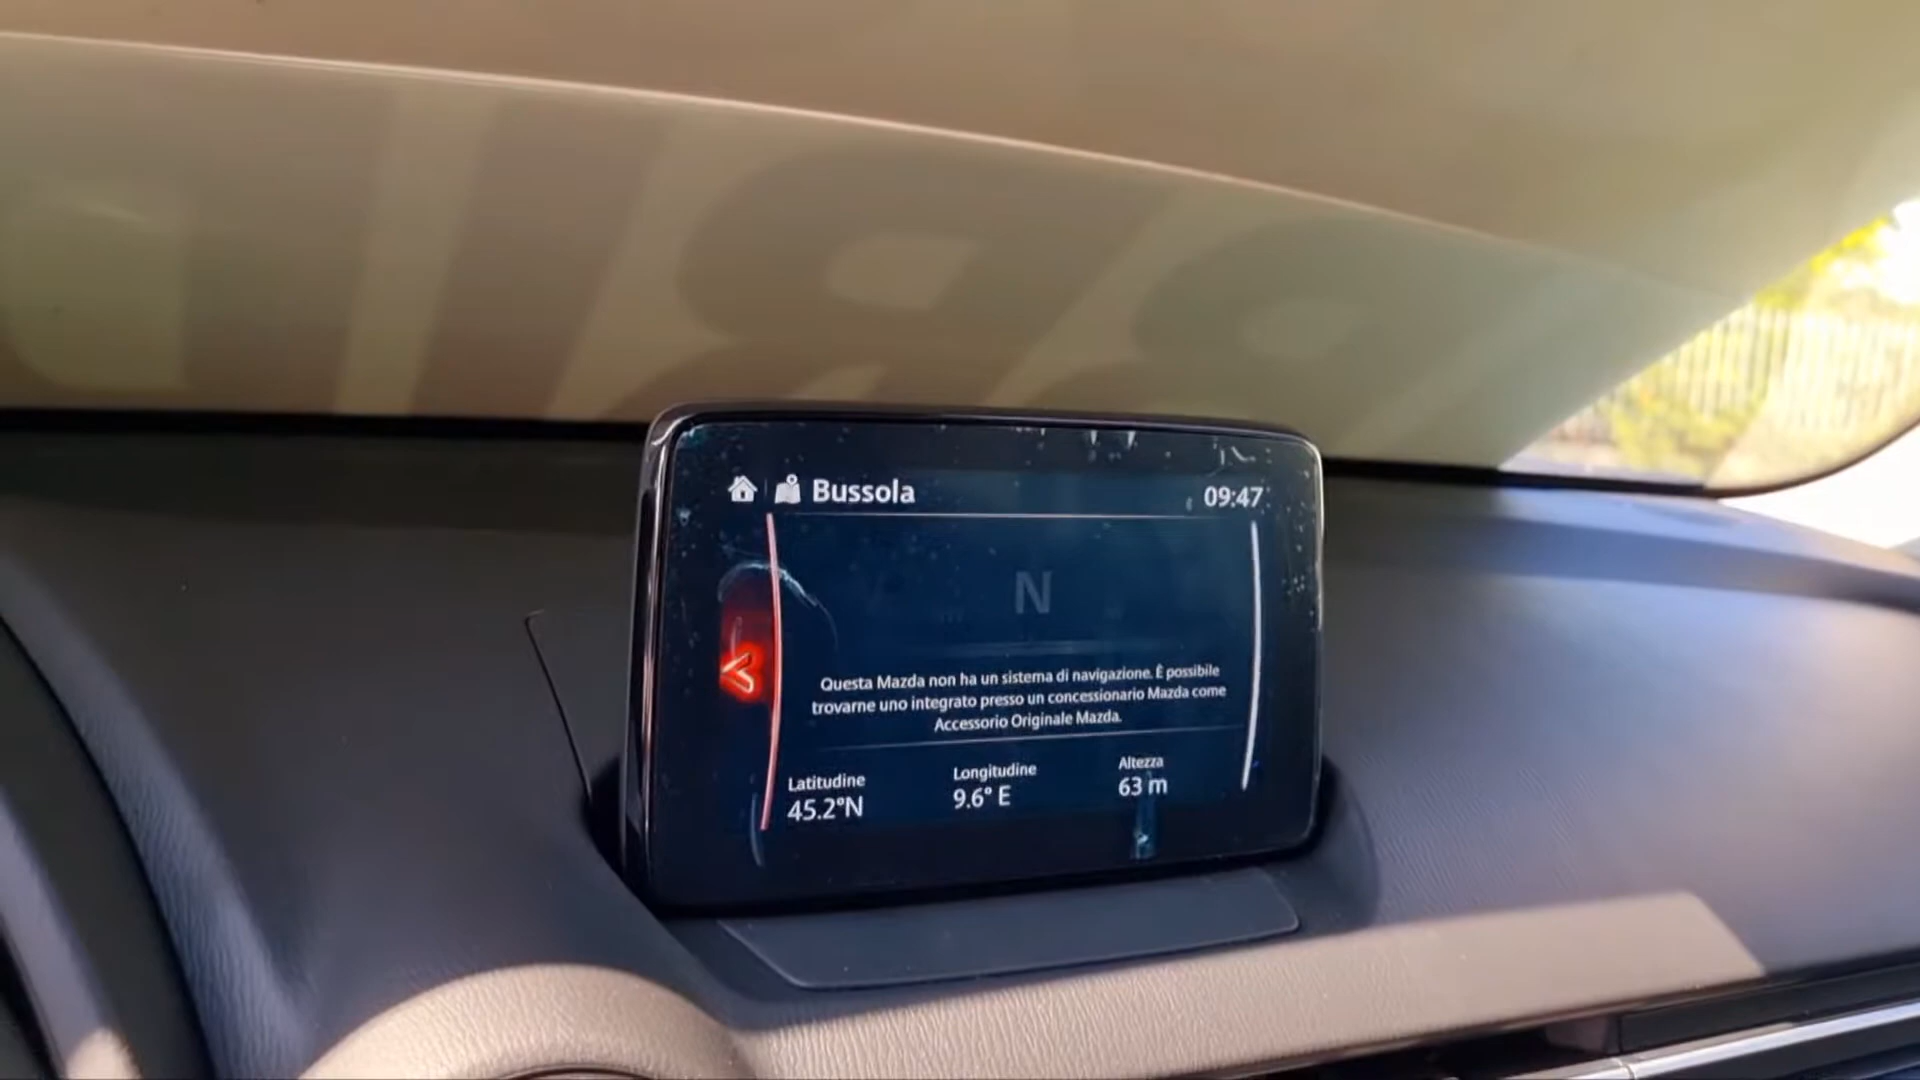 Bussola
09:47
N
Questa Mazda non ha un sistema di navigazione. È possibile
trovarne uno integrato presso un concessionario Mazda come
Accessorio Originale Mazda.
Latitudine
45.2°N
Longitudine
9.6° E
Altezza
63 m